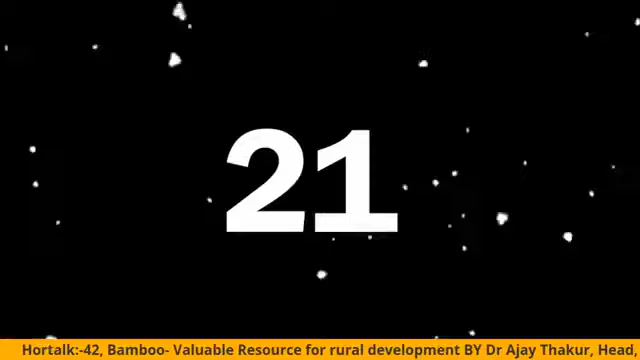 21
Hortalk:-42, Bamboo- Valuable Resource for rural development BY Dr Ajay Thakur, Head,